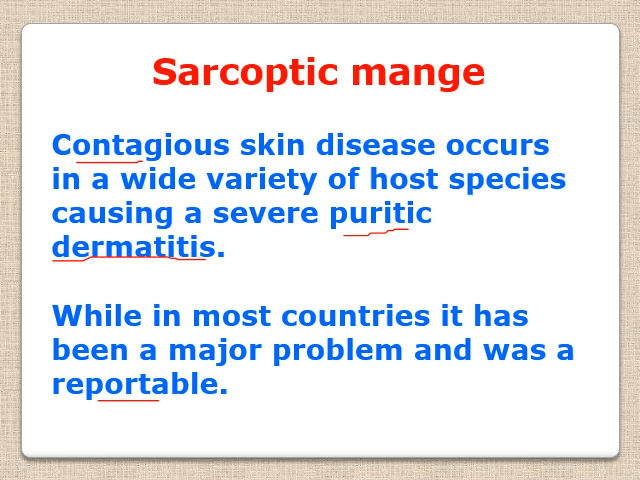 Sarcoptic mange
Contagious skin disease occurs
in a wide variety of host species
causing a severe puritic
dermatitis.
While in most countries it has
been a major problem and was a
reportable.